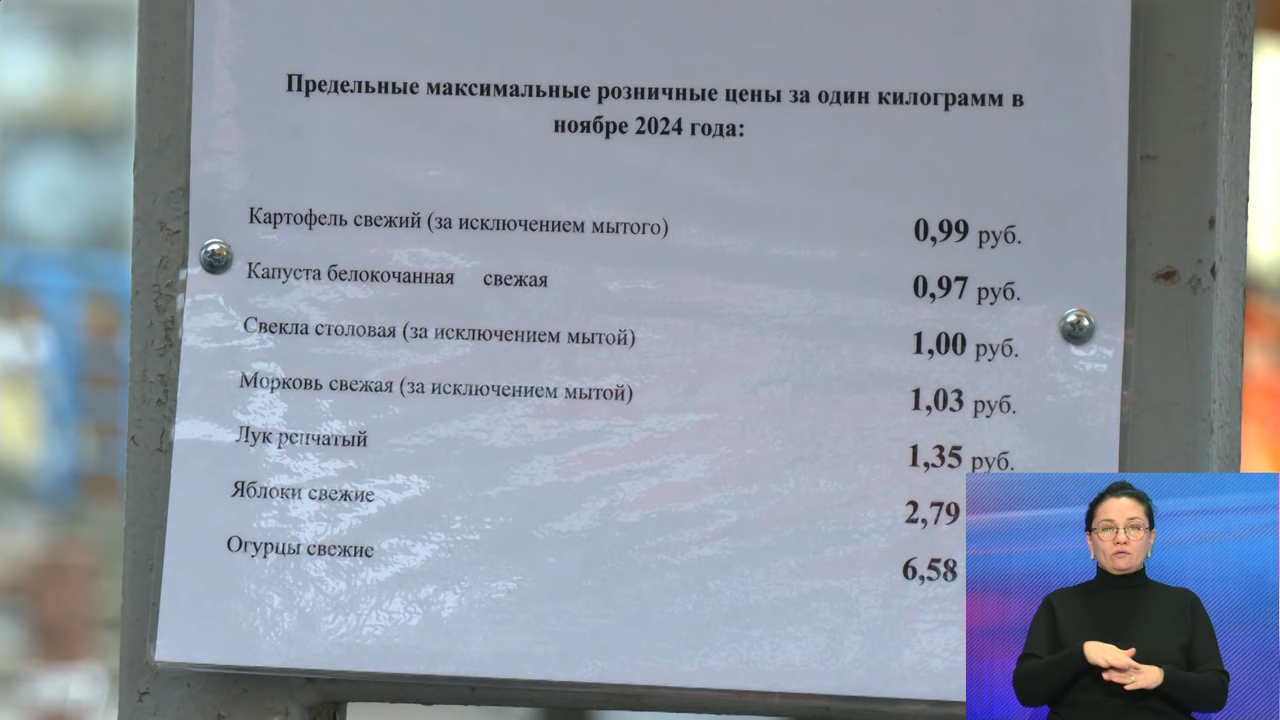 Предельные максимальные розничные цены за один килограмм в
ноябре 2024 года:
Картофель свежий (за исключением мытого) 0,99 руб.
Капуста белокочанная свежая 0,97 руб.
Свекла столовая (за исключением мытой) 1,00 руб.
Морковь свежая (за исключением мытой) 1,03 руб.
Лук репчатый 1,35 руб.
Яблоки свежие 2,79
Огурцы свежие 6,58